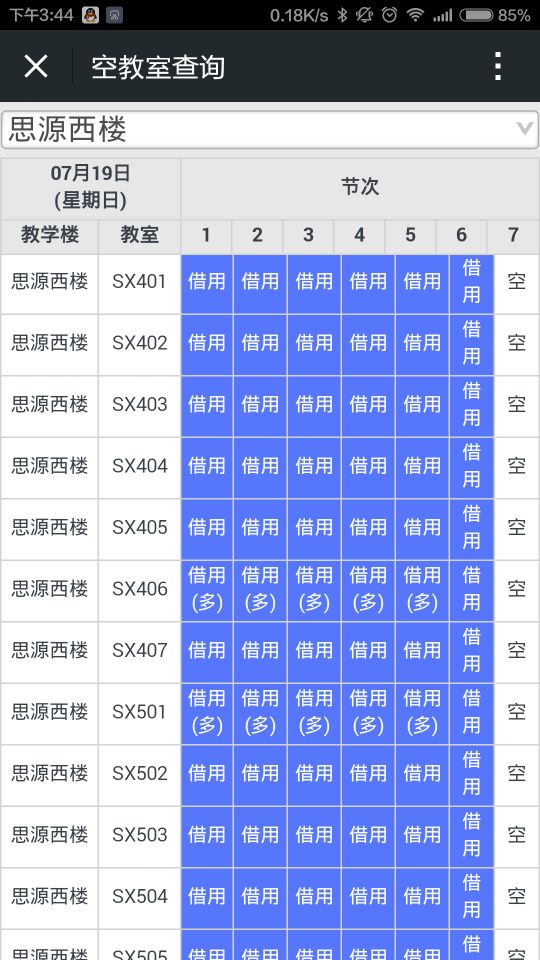 下午3:44 0.18K/s 85%
空教室查询
思源西楼
07月19日
(星期日)
节次
教学楼 教室 1 2 3 4 5 6 7
思源西楼 SX401 借用 借用 借用 借用 借用 借用 空
思源西楼 SX402 借用 借用 借用 借用 借用 借用 空
思源西楼 SX403 借用 借用 借用 借用 借用 借用 空
思源西楼 SX404 借用 借用 借用 借用 借用 借用 空
思源西楼 SX405 借用 借用 借用 借用 借用 借用 空
思源西楼 SX406 借用(多) 借用(多) 借用(多) 借用(多) 借用(多) 借用 空
思源西楼 SX407 借用 借用 借用 借用 借用 借用 空
思源西楼 SX501 借用(多) 借用(多) 借用(多) 借用(多) 借用(多) 借用 空
思源西楼 SX502 借用 借用 借用 借用 借用 借用 空
思源西楼 SX503 借用 借用 借用 借用 借用 借用 空
思源西楼 SX504 借用 借用 借用 借用 借用 借用 空
思源西楼 SX505 借用 借用 借用 借用 借用 借 空